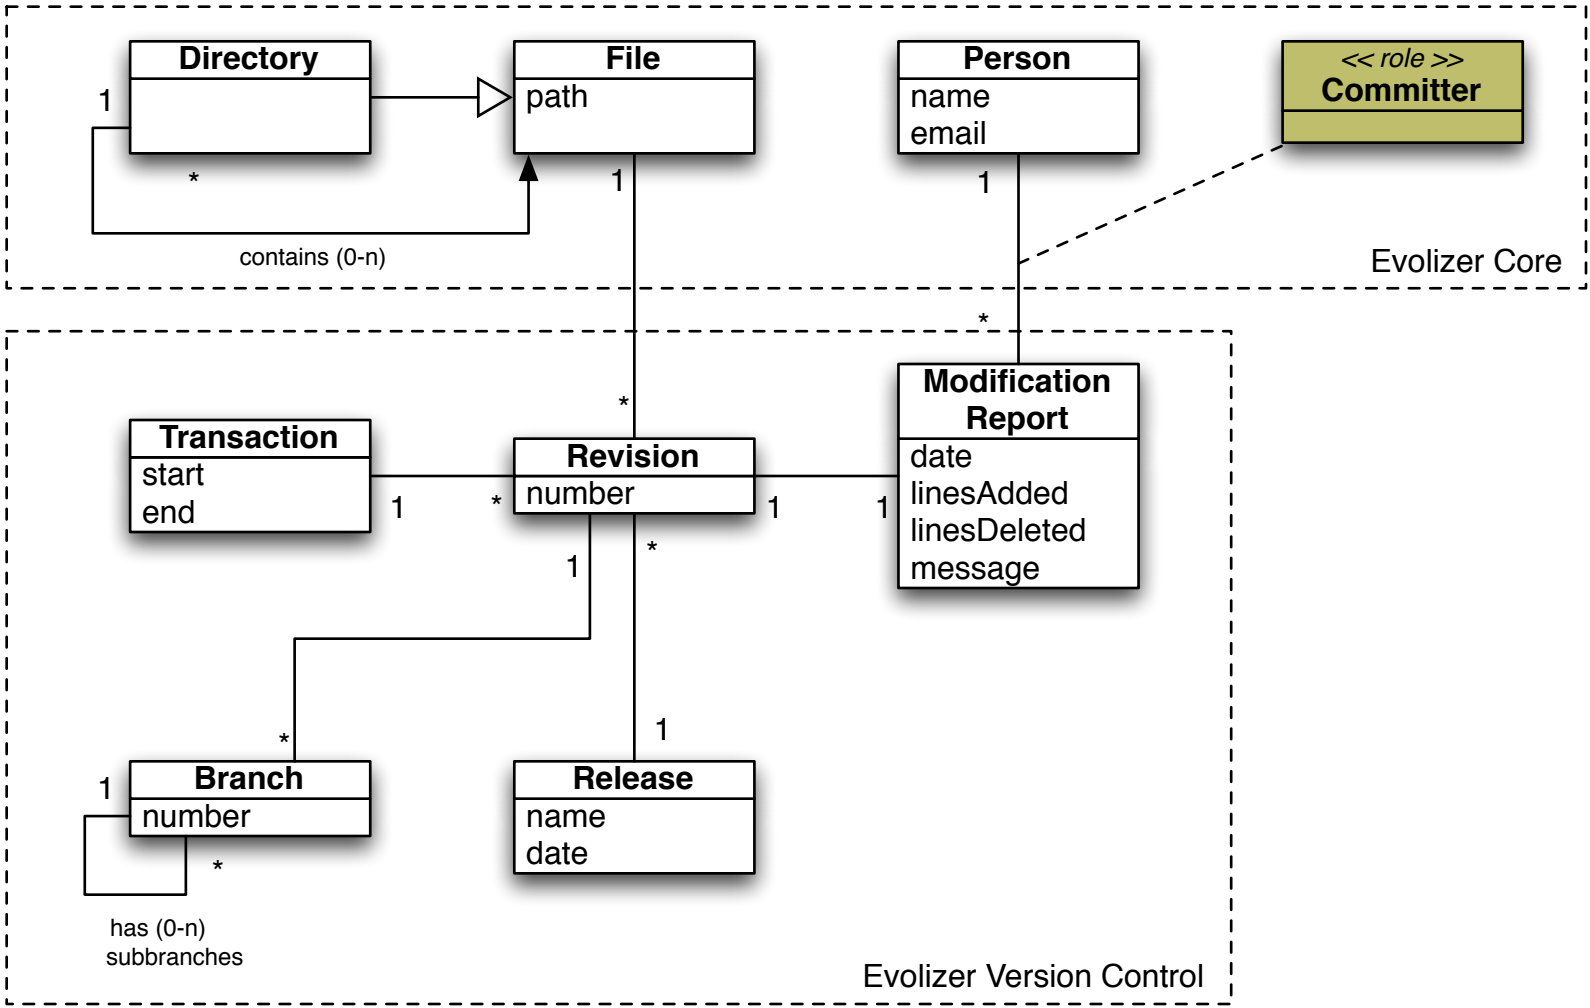 Directory
File
path
Person
name
email
<< role >>
Committer
1
*
contains (0-n)
1
1
Evolizer Core
*
*
Modification
Report
date
linesAdded
linesDeleted
message
Transaction
start
end
Revision
number
1
*
1
1
1
*
*
1
1
Branch
number
*
has (0-n)
subbranches
Release
name
date
Evolizer Version Control